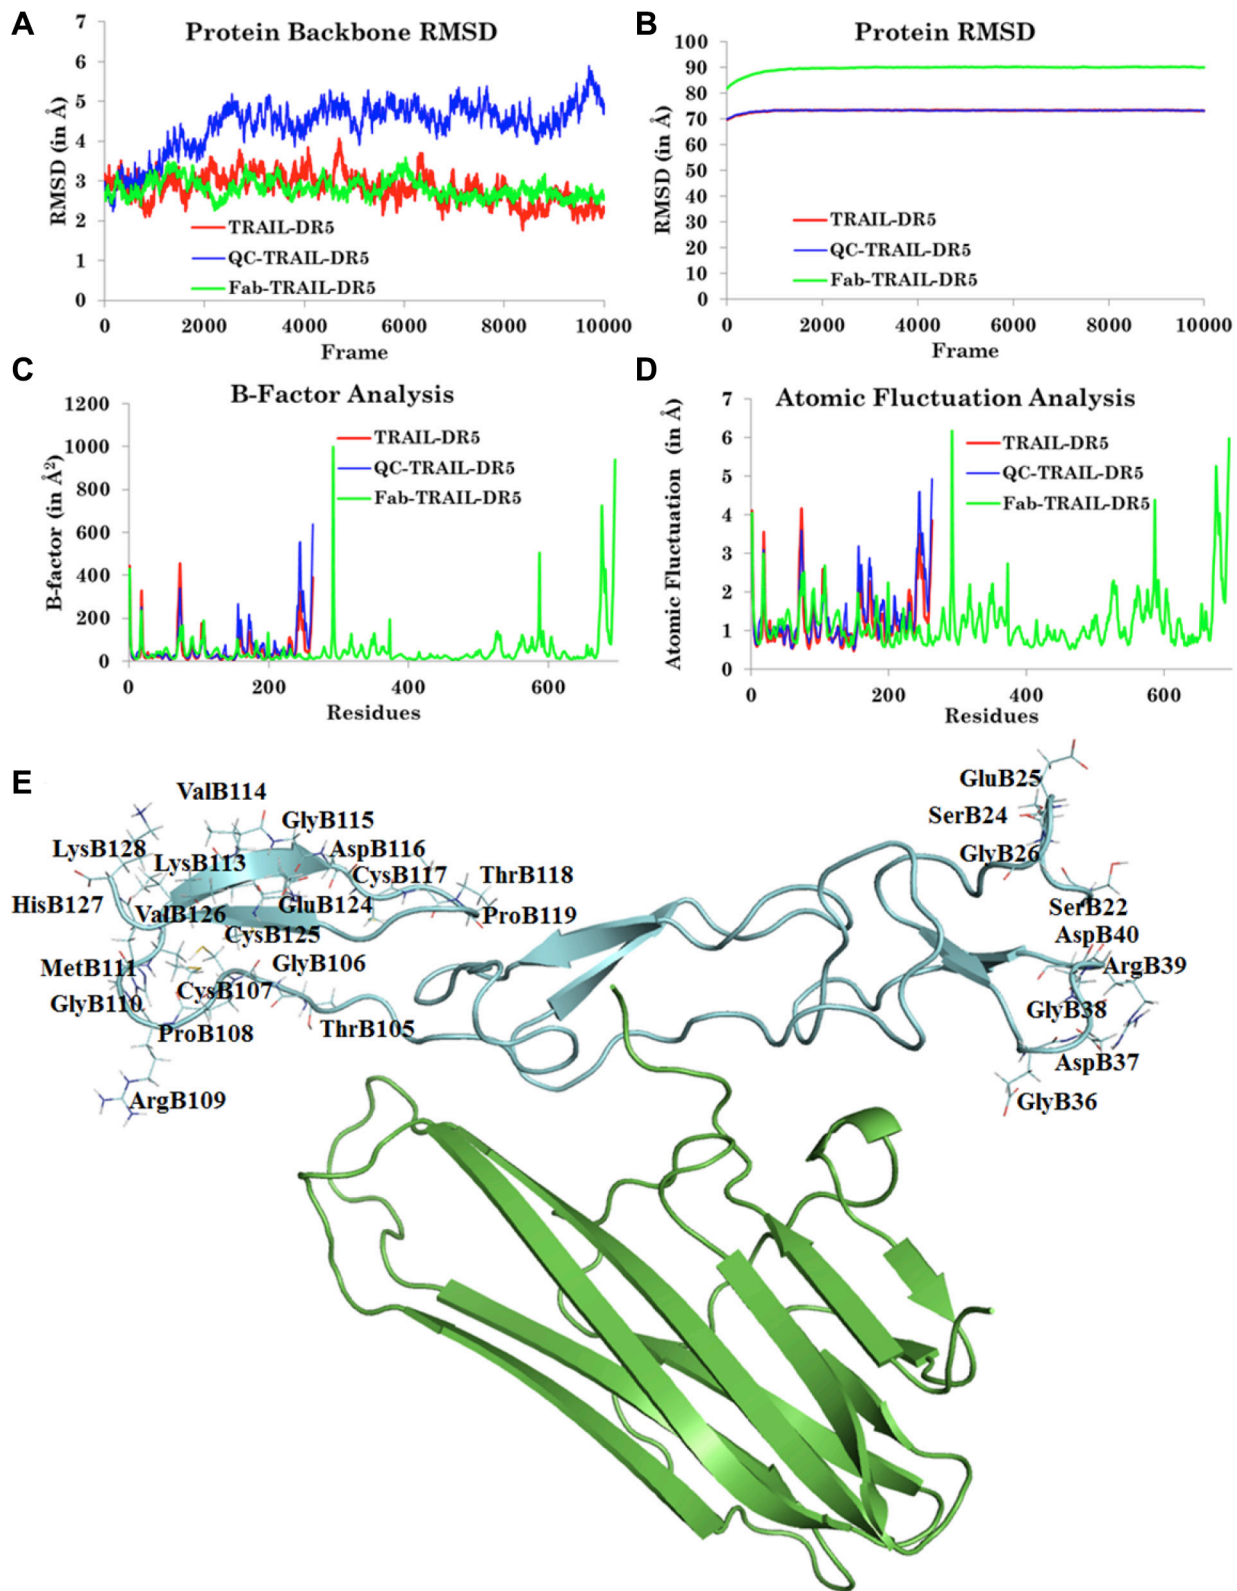 A
Protein Backbone RMSD
7
6
5
4
3
2
1
0
RMSD (in Å)
TRAIL-DR5
QC-TRAIL-DR5
Fab-TRAIL-DR5
0 2000 4000 6000 8000 10000
Frame
B
Protein RMSD
100
90
80
70
60
50
40
30
20
10
0
RMSD (in Å)
TRAIL-DR5
QC-TRAIL-DR5
Fab-TRAIL-DR5
0 2000 4000 6000 8000 10000
Frame
C
B-Factor Analysis
1200
1000
800
600
400
200
0
B-factor (in Å²)
TRAIL-DR5
QC-TRAIL-DR5
Fab-TRAIL-DR5
0 200 400 600
Residues
D
Atomic Fluctuation Analysis
7
6
5
4
3
2
1
0
Atomic Fluctuation (in Å)
TRAIL-DR5
QC-TRAIL-DR5
Fab-TRAIL-DR5
0 200 400 600
Residues
E
ValB114
GlyB115
LysB128
LysB113
AspB116
CysB117
ThrB118
HisB127
ValB126
GluB124
ProB119
CysB125
MetB111
GlyB106
GlyB110
CysB107
ProB108
ThrB105
ArgB109
GluB25
SerB24
GlyB26
SerB22
AspB40
ArgB39
GlyB38
AspB37
GlyB36